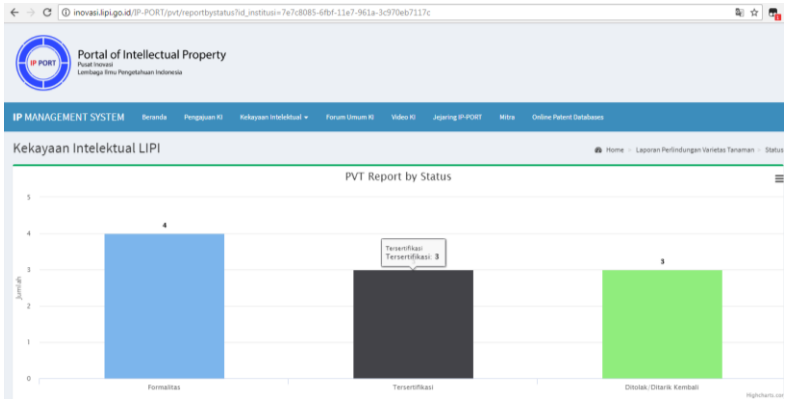 inovasi.lipi.go.id/IP-PORT/pvt/reportbystatus?id_institusi=7e7c8085-6fbf-11e7-961a-3c970eb7117c
IP PORT
Portal of Intellectual Property
Pusat Inovasi
Lembaga Ilmu Pengetahuan Indonesia
IP MANAGEMENT SYSTEM Beranda Pengajuan KI Kekayaan Intelektual Forum Umum KI Video KI Jejaring IP-PORT Mitra Online Patent Databases
Kekayaan Intelektual LIPI
Home > Laporan Perlindungan Varietas Tanaman > Status
PVT Report by Status
Jumlah
5
4
3
2
1
0
4
Tersertifikasi
Tersertifikasi: 3
3
Formalitas Tersertifikasi Ditolak/Ditarik Kembali
Highcharts.com